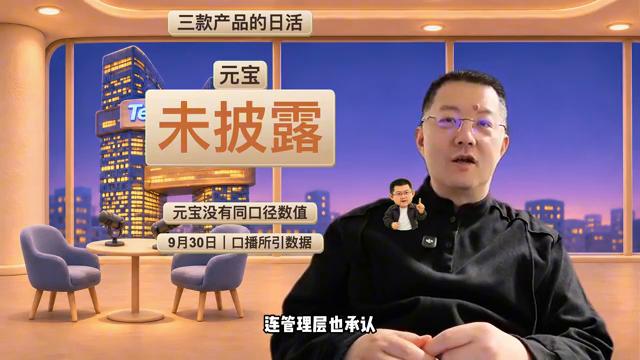 三款产品的日活
元宝
未披露
Te
元宝没有同口径数值
9月30日｜口播所引数据
连管理层也承认